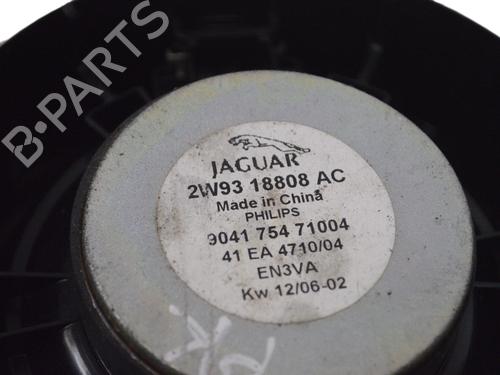 B-PARTS
JAGUAR
2W93 18808 AC
Made in China
PHILIPS
9041 754 71004
41 EA 4710/04
EN3VA
Kw 12/06-02